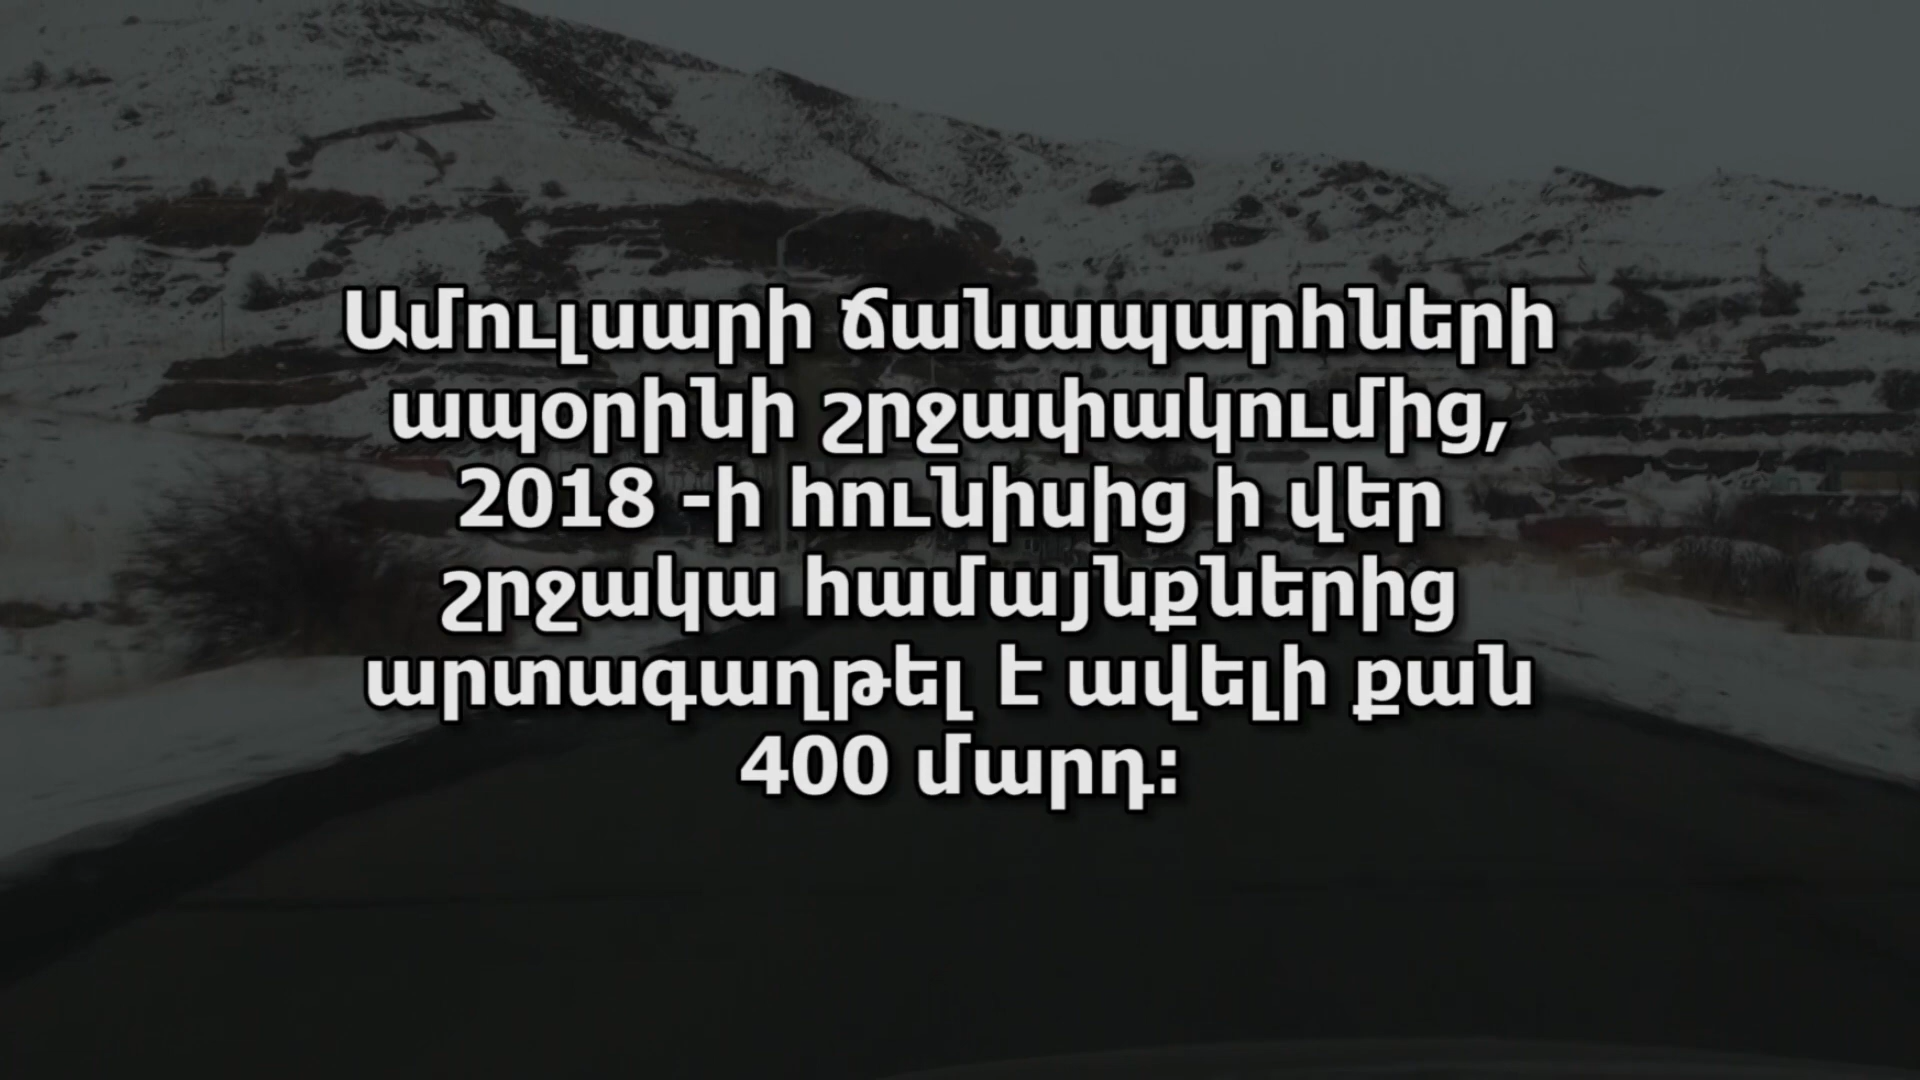 Ամուլսարի ճանապարհների
ապօրինի շրջափակումից,
2018 -ի հունիսից ի վեր
շրջակա համայնքներից
արտագաղթել է ավելի քան
400 մարդ: